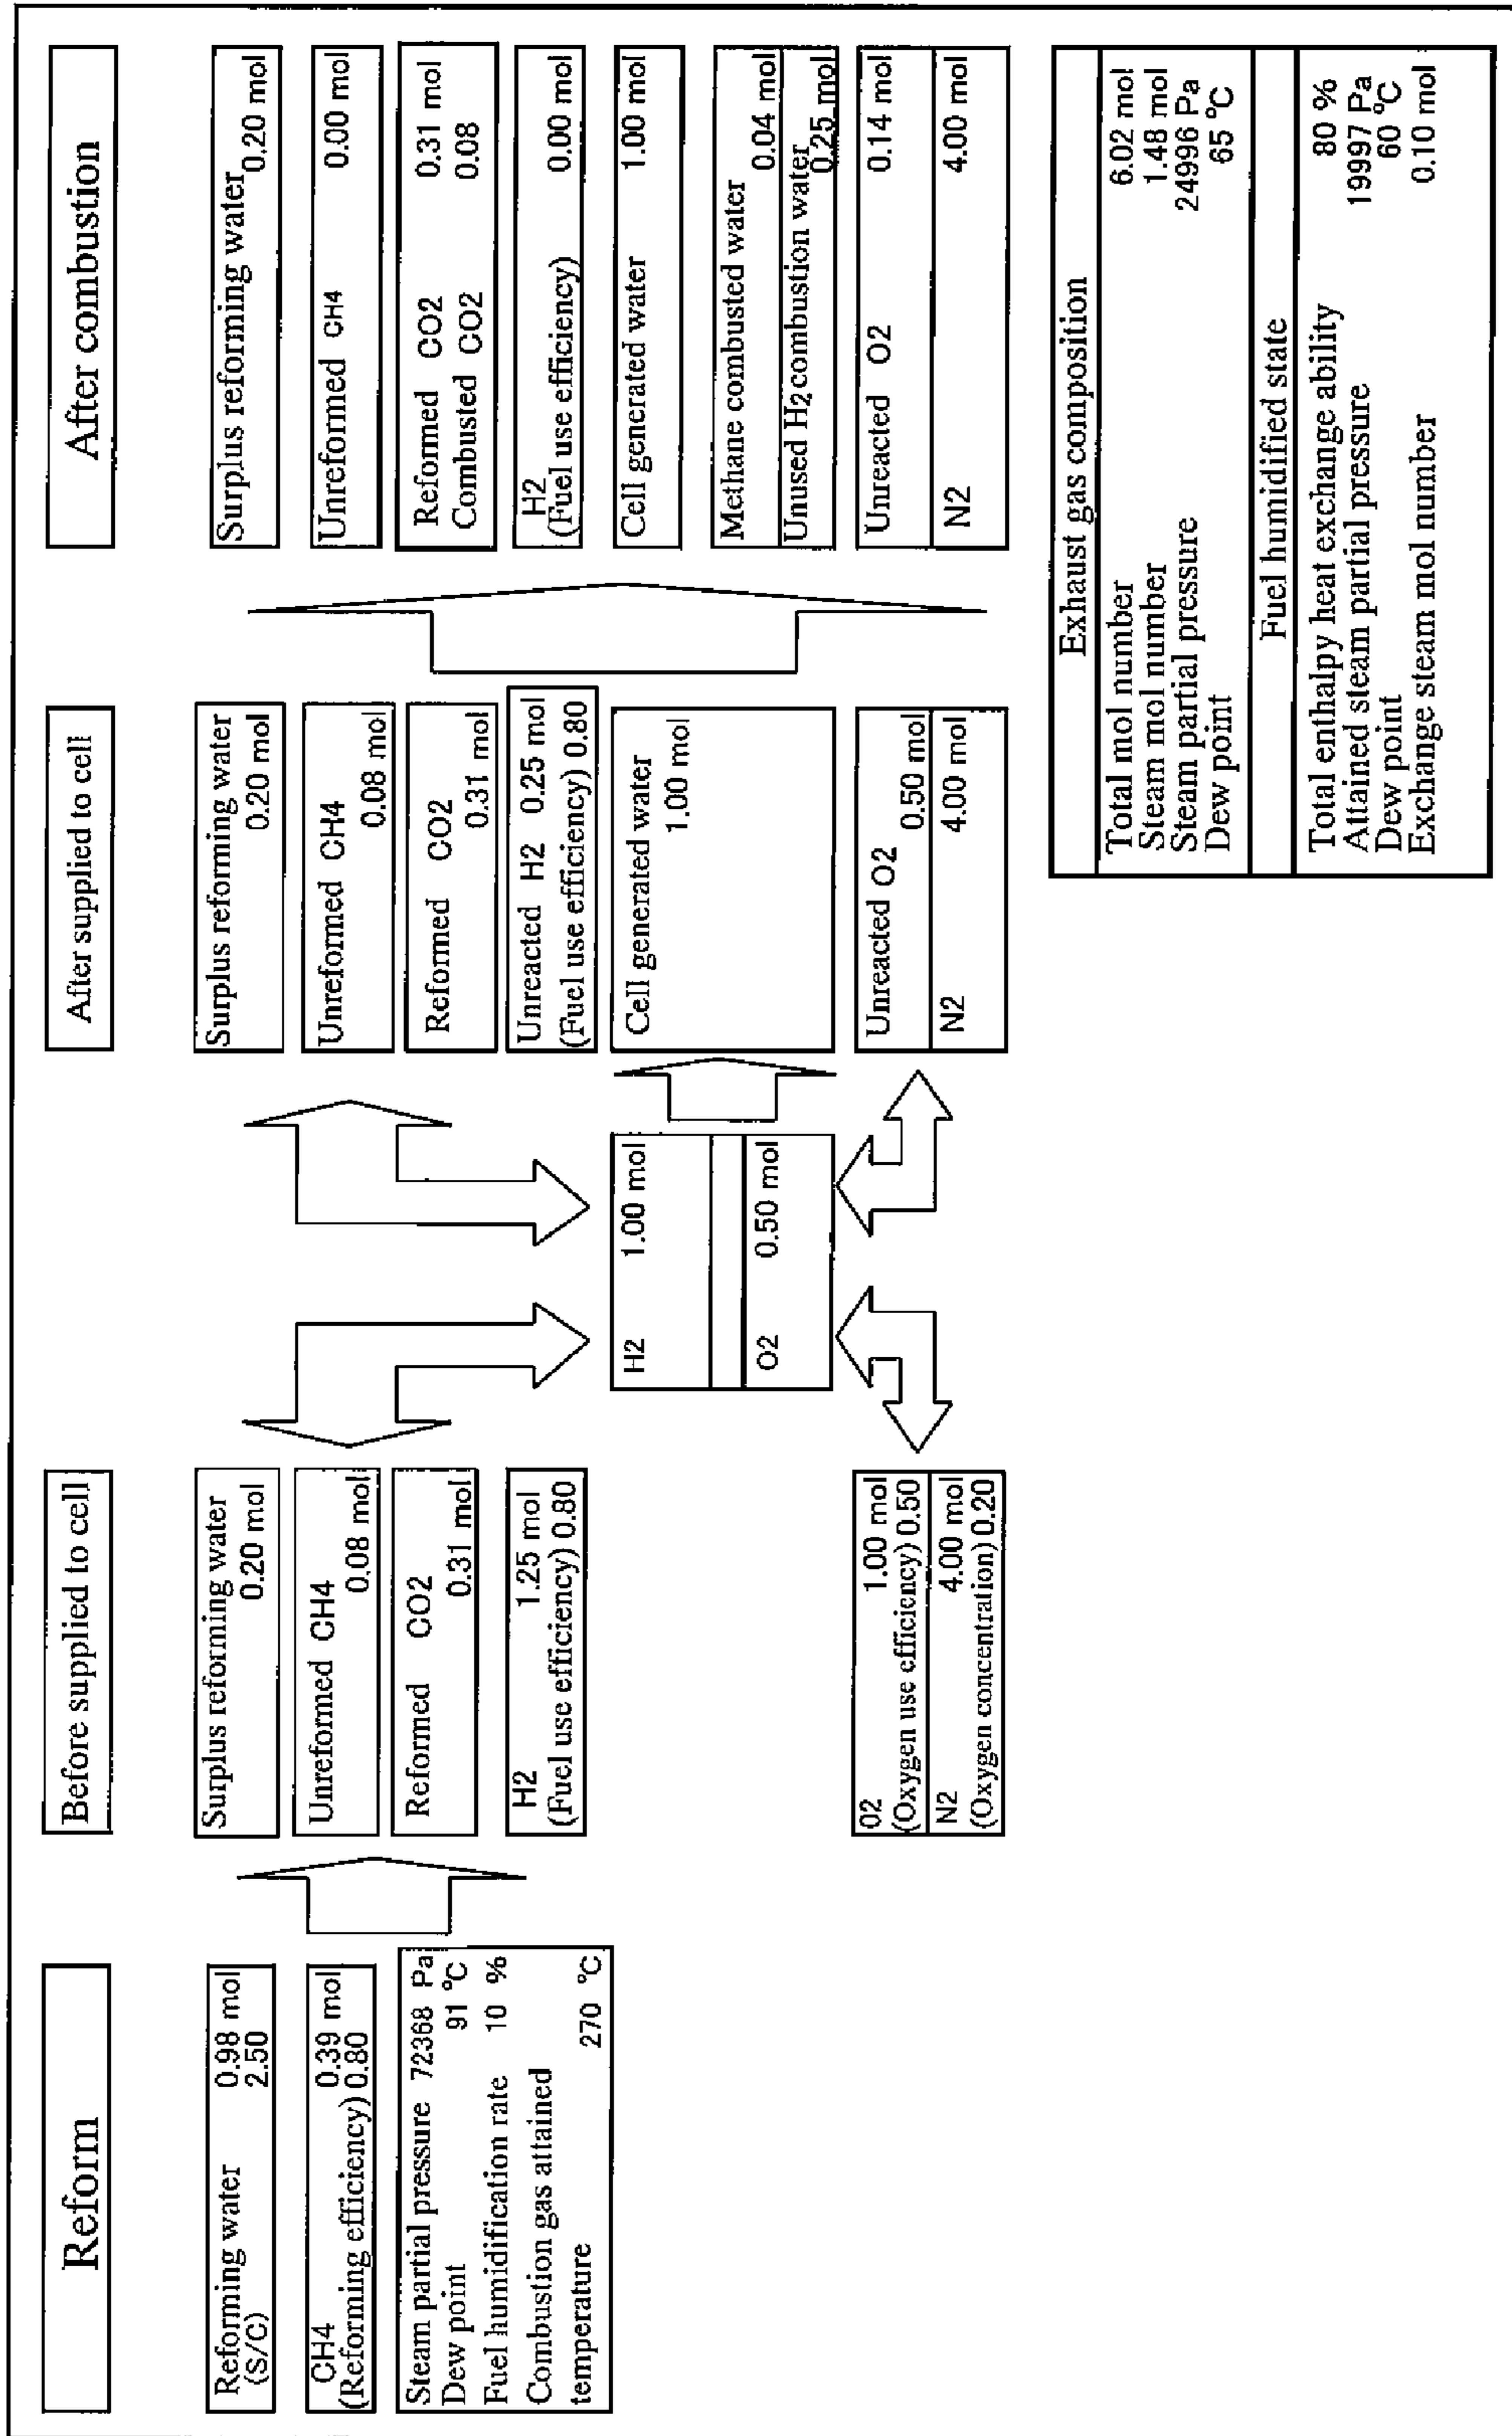 Reform
Reforming water 0.98 mol
(S/C) 2.50
CH4 0.39 mol
(Reforming efficiency) 0.80
Steam partial pressure 72368 Pa
Dew point 91 °C
Fuel humidification rate 10 %
Combustion gas attained
temperature 270 °C
Before supplied to cell
Surplus reforming water
0.20 mol
Unreformed CH4
0.08 mol
Reformed CO2
0.31 mol
H2 1.25 mol
(Fuel use efficiency) 0.80
O2 1.00 mol
(Oxygen use efficiency) 0.50
N2 4.00 mol
(Oxygen concentration) 0.20
H2 1.00 mol
O2 0.50 mol
After supplied to cell
Surplus reforming water
0.20 mol
Unreformed CH4
0.08 mol
Reformed CO2
0.31 mol
Unreacted H2 0.25 mol
(Fuel use efficiency) 0.80
Cell generated water
1.00 mol
Unreacted O2
0.50 mol
N2 4.00 mol
After combustion
Surplus reforming water
0.20 mol
Unreformed CH4 0.00 mol
Reformed CO2 0.31 mol
Combusted CO2 0.08
H2 0.00 mol
(Fuel use efficiency)
Cell generated water 1.00 mol
Methane combusted water
0.04 mol
Unused H2 combustion water
0.25 mol
Unreacted O2 0.14 mol
N2 4.00 mol
Exhaust gas composition
Total mol number 6.02 mol
Steam mol number 1.48 mol
Steam partial pressure 24996 Pa
Dew point 65 °C
Fuel humidified state
Total enthalpy heat exchange ability 80 %
Attained steam partial pressure 19997 Pa
Dew point 60 °C
Exchange steam mol number 0.10 mol